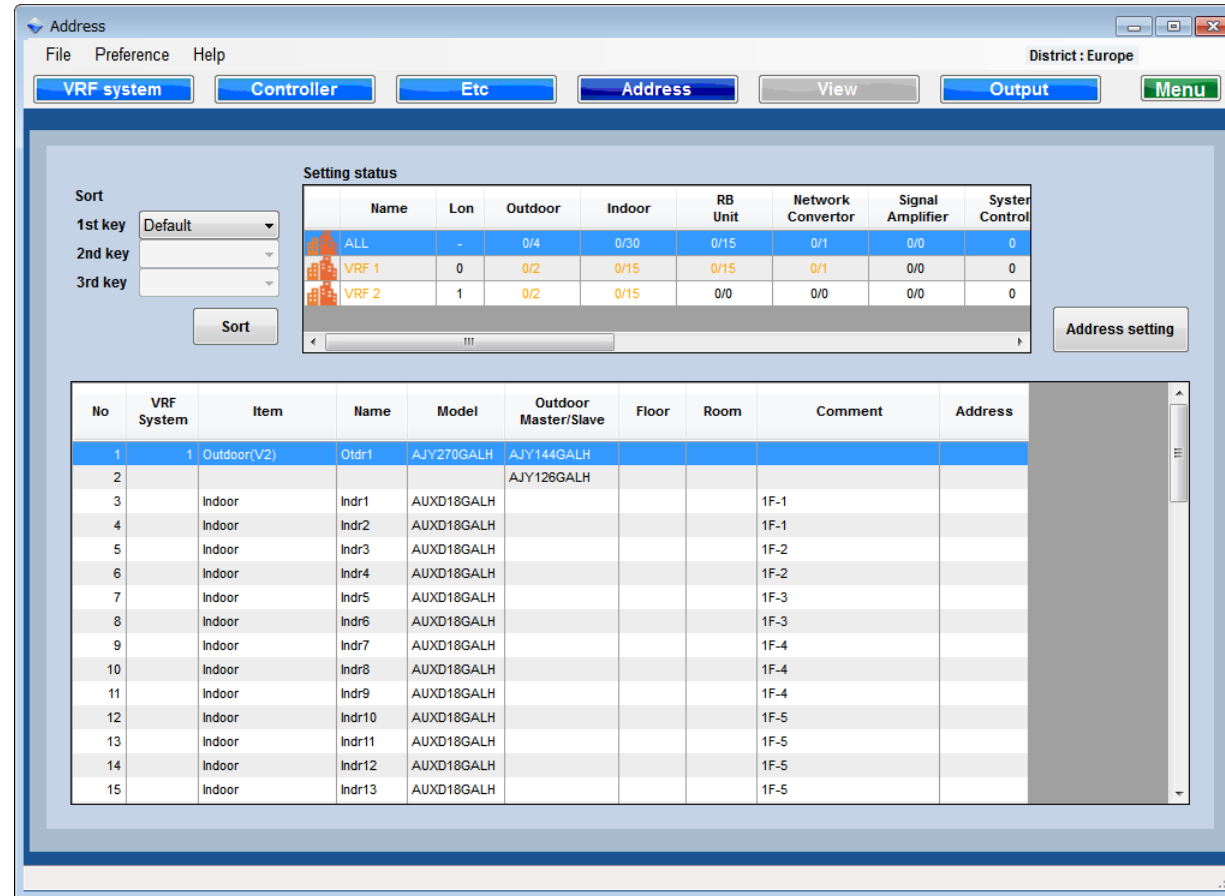 Address
File Preference Help District : Europe
VRF system Controller Etc Address View Output Menu
Setting status
Sort
1st key Default
2nd key
3rd key
Sort
Name Lon Outdoor Indoor RB Unit Network Convertor Signal Amplifier System Control
ALL - 0/4 0/30 0/15 0/1 0/0 0
VRF 1 0 0/2 0/15 0/15 0/1 0/0 0
VRF 2 1 0/2 0/15 0/0 0/0 0/0 0
Address setting
No VRF System Item Name Model Outdoor Master/Slave Floor Room Comment Address
1 1 Outdoor(V2) Otdr1 AJY270GALH AJY144GALH
2 AJY126GALH
3 Indoor Indr1 AUXD18GALH 1F-1
4 Indoor Indr2 AUXD18GALH 1F-1
5 Indoor Indr3 AUXD18GALH 1F-2
6 Indoor Indr4 AUXD18GALH 1F-2
7 Indoor Indr5 AUXD18GALH 1F-3
8 Indoor Indr6 AUXD18GALH 1F-3
9 Indoor Indr7 AUXD18GALH 1F-4
10 Indoor Indr8 AUXD18GALH 1F-4
11 Indoor Indr9 AUXD18GALH 1F-4
12 Indoor Indr10 AUXD18GALH 1F-5
13 Indoor Indr11 AUXD18GALH 1F-5
14 Indoor Indr12 AUXD18GALH 1F-5
15 Indoor Indr13 AUXD18GALH 1F-5